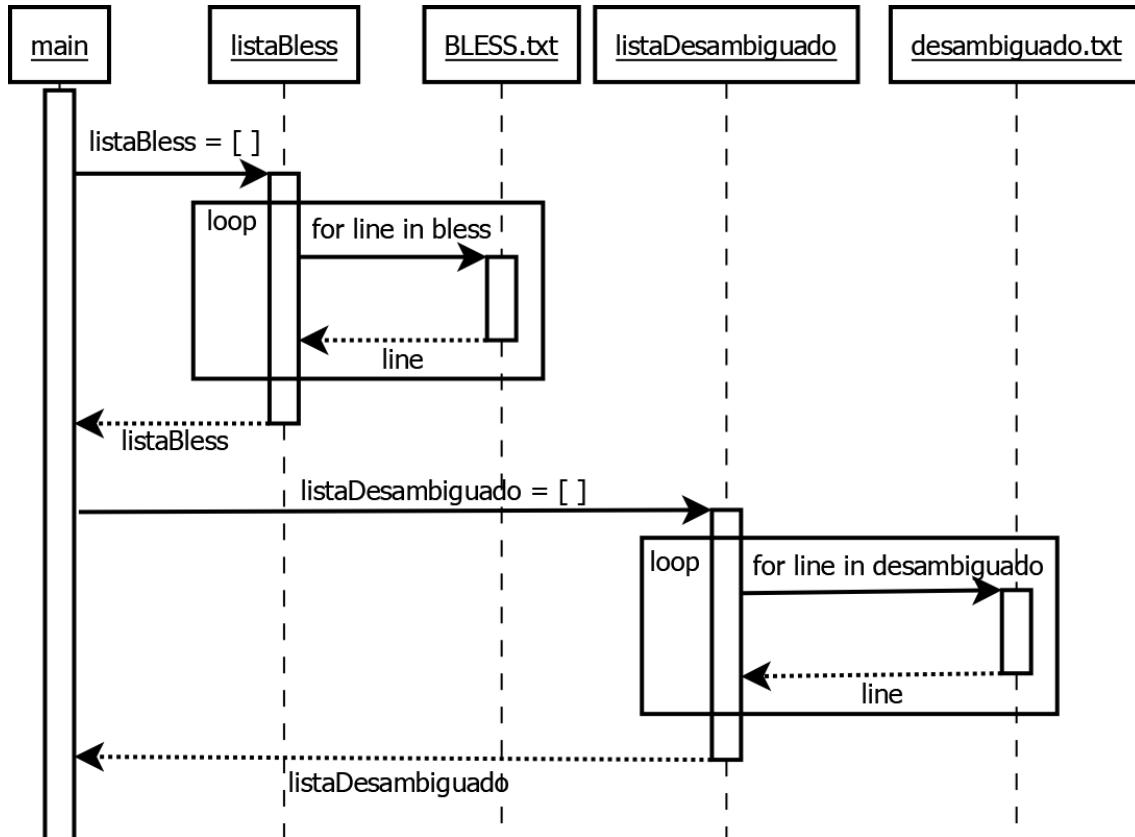 main
listaBless
BLESS.txt
listaDesambiguado
desambiguado.txt
listaBless = [ ]
loop
for line in bless
line
listaBless
listaDesambiguado = [ ]
loop
for line in desambiguado
line
listaDesambiguado